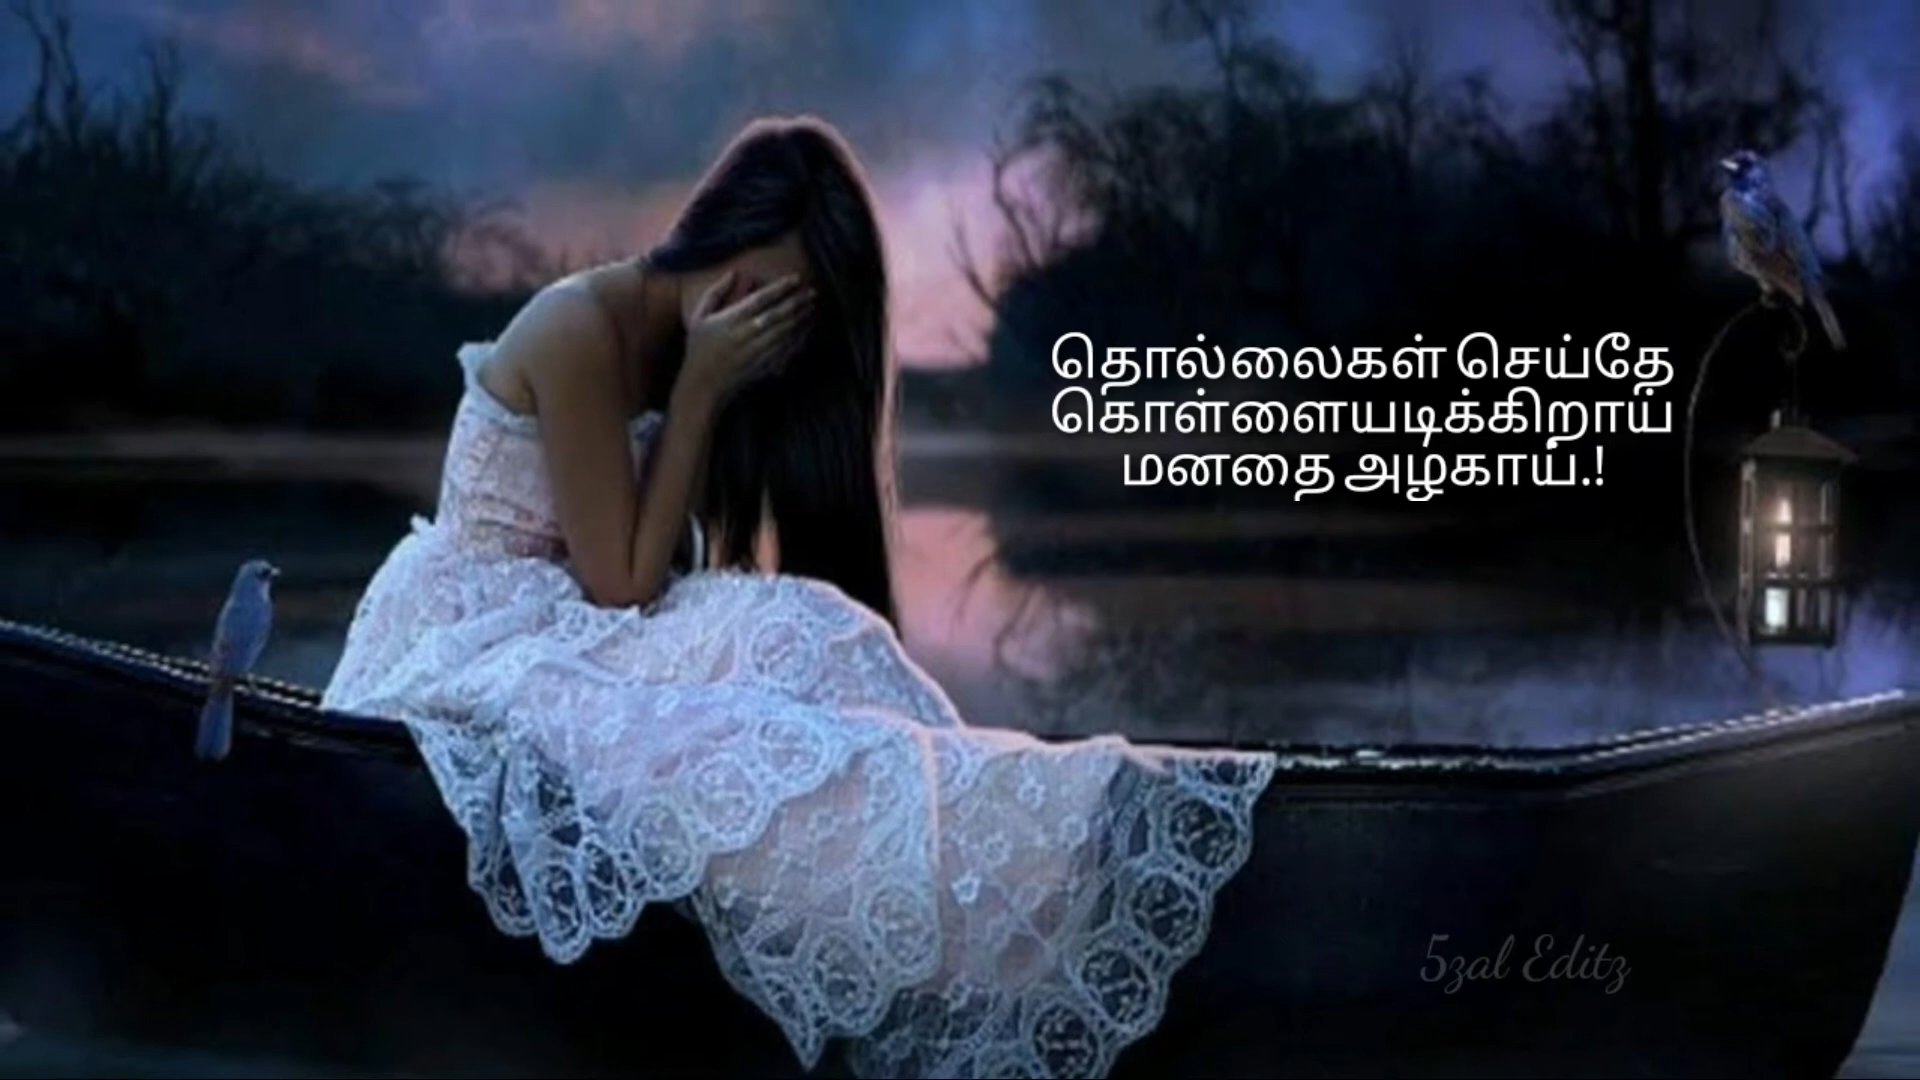 தொல்லைகள் செய்தே
கொள்ளையடிக்கிறாய்
மனதை அழகாய்.!
5zal Editz